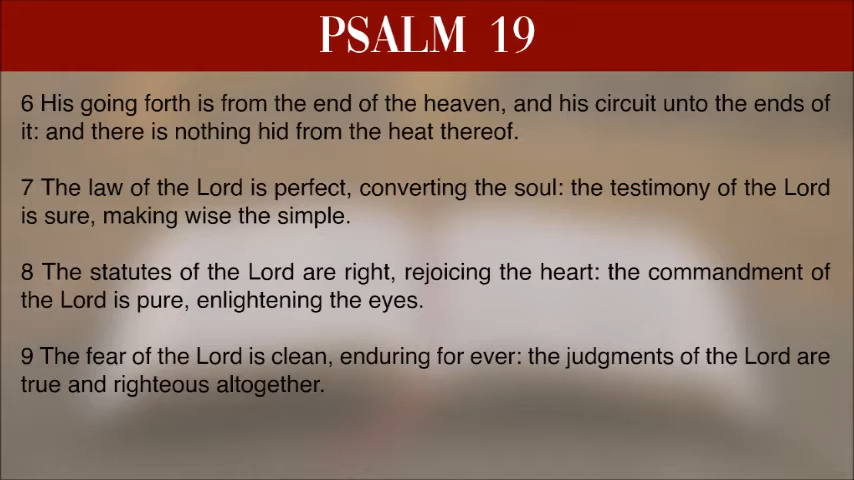 PSALM 19
6 His going forth is from the end of the heaven, and his circuit unto the ends of
it: and there is nothing hid from the heat thereof.
7 The law of the Lord is perfect, converting the soul: the testimony of the Lord
is sure, making wise the simple.
8 The statutes of the Lord are right, rejoicing the heart: the commandment of
the Lord is pure, enlightening the eyes.
9 The fear of the Lord is clean, enduring for ever: the judgments of the Lord are
true and righteous altogether.